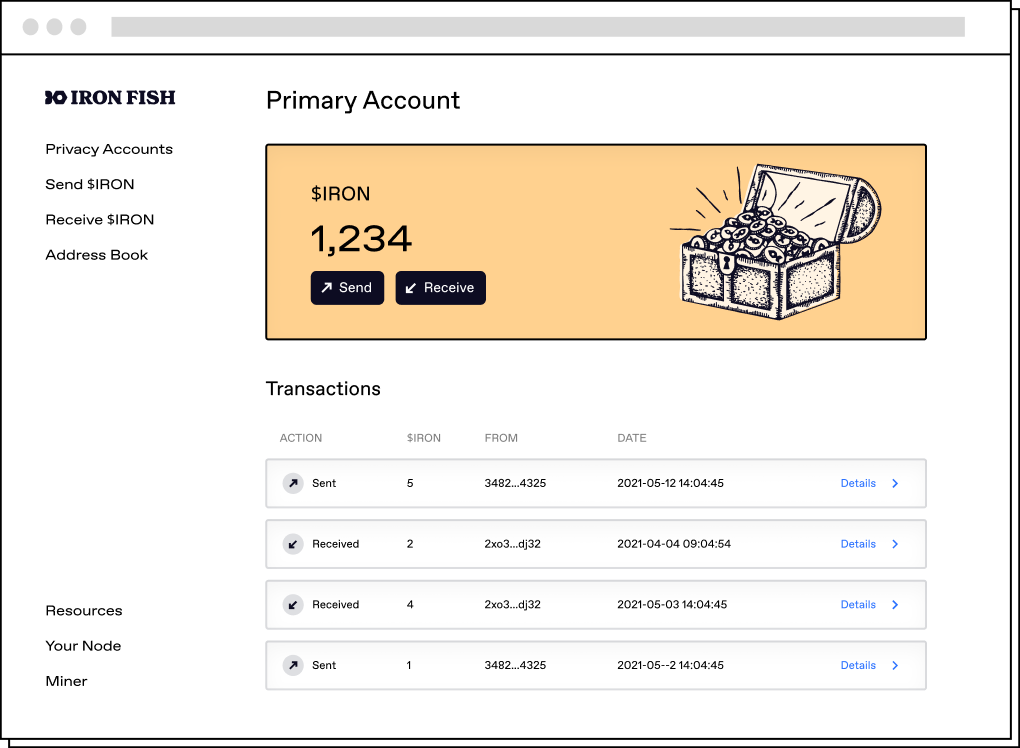 IRON FISH
Primary Account
Privacy Accounts
Send $IRON
Receive $IRON
Address Book
$IRON
1,234
Send Receive
Transactions
ACTION $IRON FROM DATE
Sent 5 3482...4325 2021-05-12 14:04:45 Details
Received 2 2xo3...dj32 2021-04-04 09:04:54 Details
Received 4 2xo3...dj32 2021-05-03 14:04:45 Details
Sent 1 3482...4325 2021-05--2 14:04:45 Details
Resources
Your Node
Miner